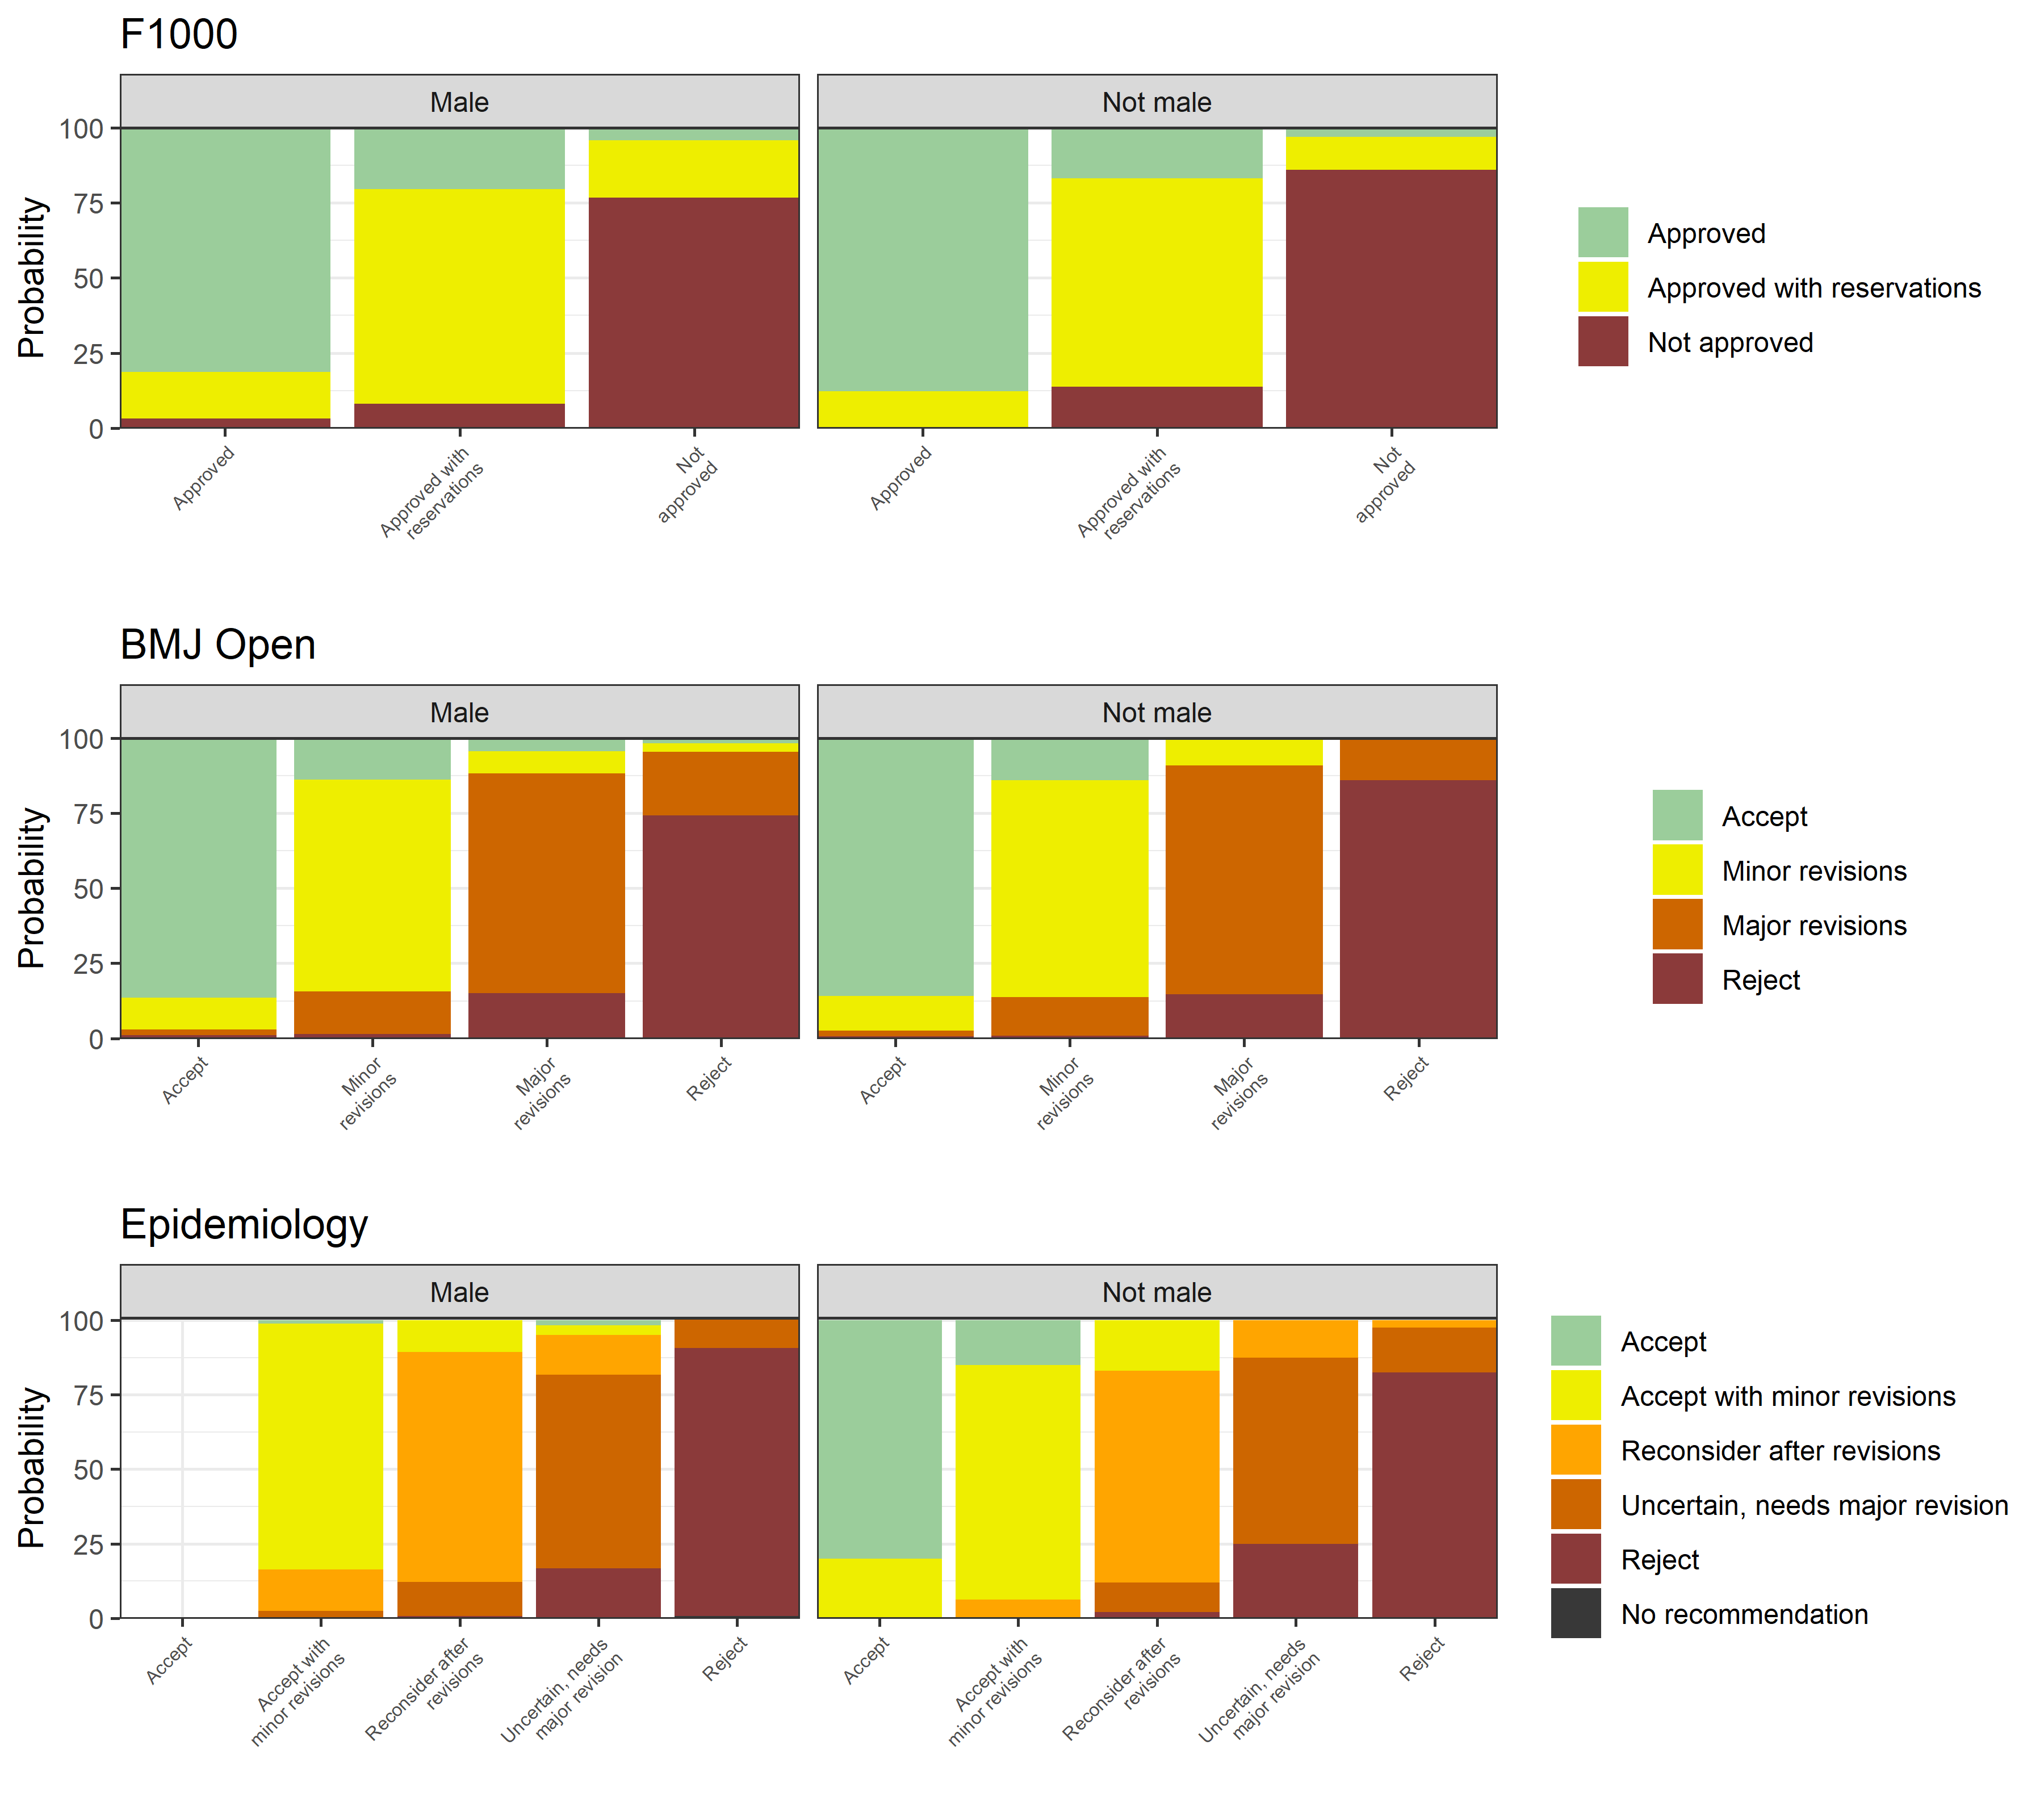 F1000
Male
Not male
Probability
100
75
50
25
0
Approved
Approved with
reservations
Not
approved
Approved
Approved with
reservations
Not
approved
Approved
Approved with reservations
Not approved
BMJ Open
Male
Not male
Probability
100
75
50
25
0
Accept
Minor
revisions
Major
revisions
Reject
Accept
Minor
revisions
Major
revisions
Reject
Accept
Minor revisions
Major revisions
Reject
Epidemiology
Male
Not male
Probability
100
75
50
25
0
Accept
Accept with
minor revisions
Reconsider after
revisions
Uncertain, needs
major revision
Reject
Accept
Accept with
minor revisions
Reconsider after
revisions
Uncertain, needs
major revision
Reject
Accept
Accept with minor revisions
Reconsider after revisions
Uncertain, needs major revision
Reject
No recommendation